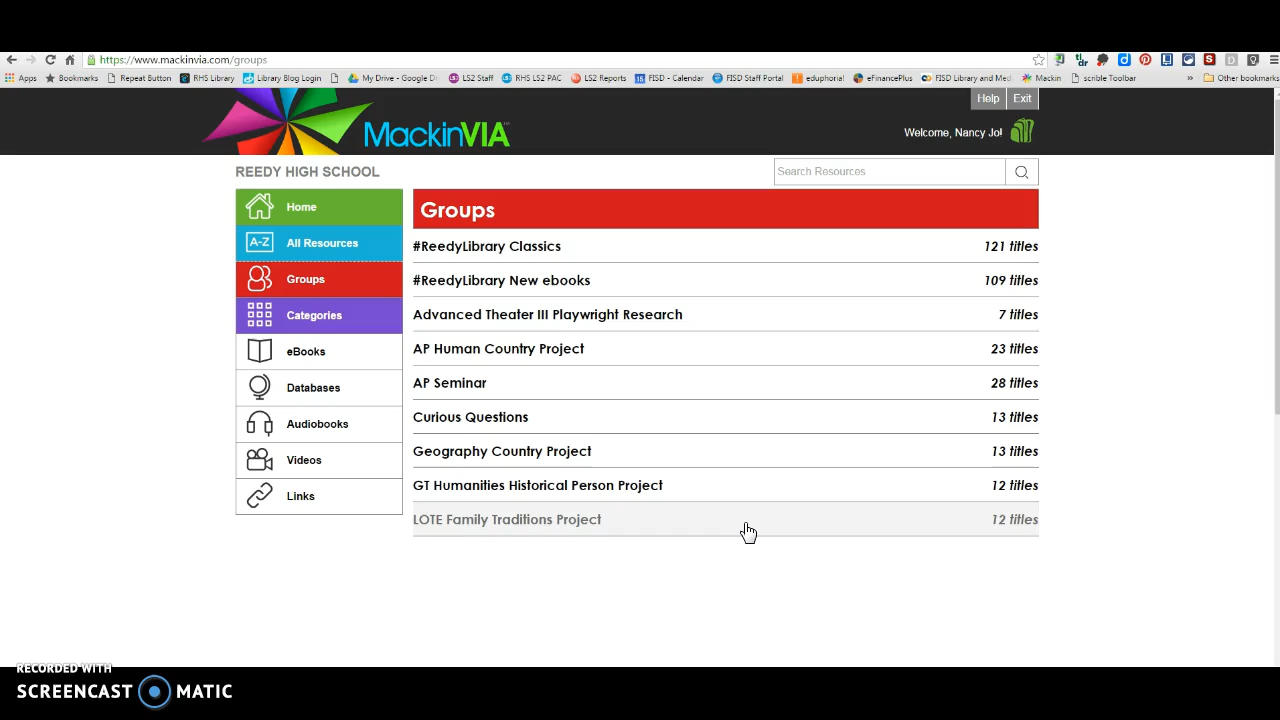 https://www.mackinvia.com/groups
Apps Bookmarks Repeat Button RHS Library Library Blog Login My Drive - Google D LS2 Staff RHS LS2 PAC LS2 Reports FISD - Calendar FISD Staff Portal eduphoria! eFinancePlus FISD Library and Med Mackin scrible Toolbar » Other bookmarks
Help Exit
MackinVIA™
Welcome, Nancy Jo!
REEDY HIGH SCHOOL
Search Resources
Home
A-Z All Resources
Groups
Categories
eBooks
Databases
Audiobooks
Videos
Links
Groups
#ReedyLibrary Classics 121 titles
#ReedyLibrary New ebooks 109 titles
Advanced Theater III Playwright Research 7 titles
AP Human Country Project 23 titles
AP Seminar 28 titles
Curious Questions 13 titles
Geography Country Project 13 titles
GT Humanities Historical Person Project 12 titles
LOTE Family Traditions Project 12 titles
RECORDED WITH
SCREENCAST MATIC